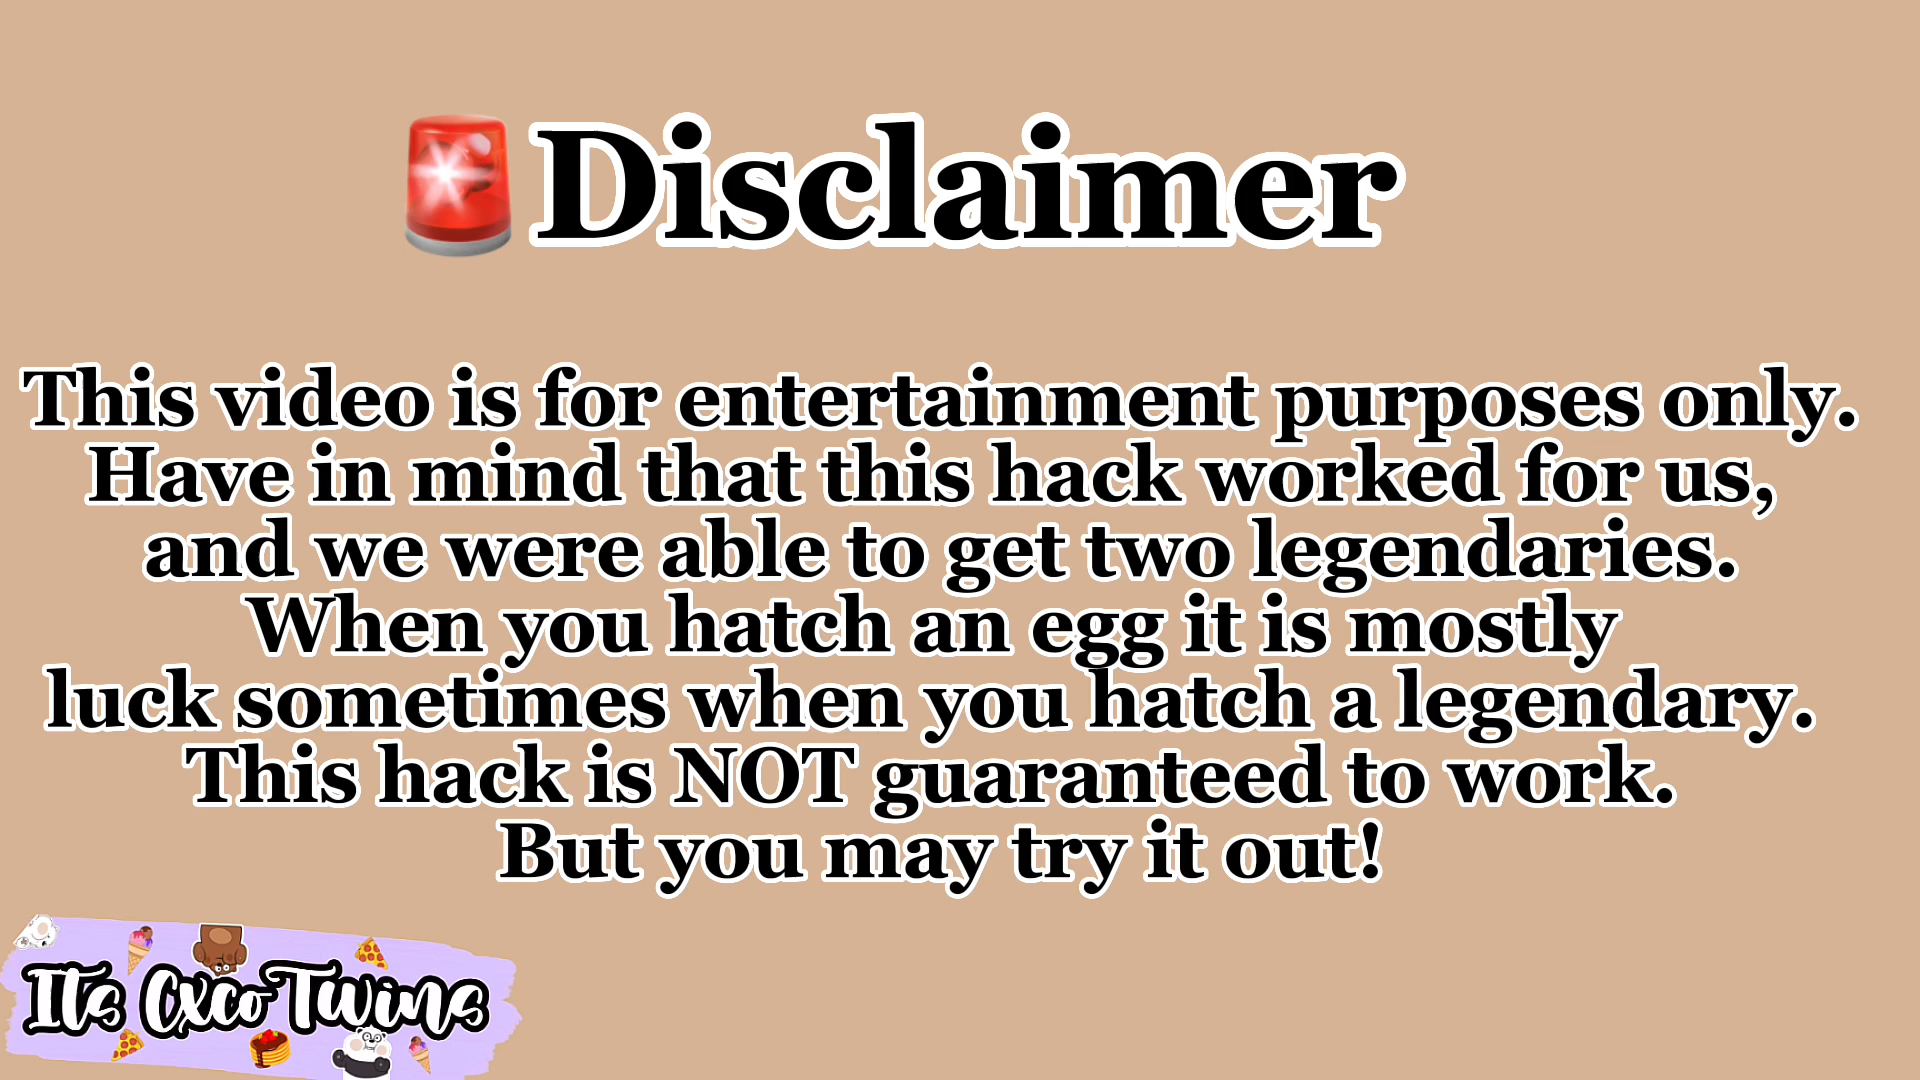 Disclaimer
This video is for entertainment purposes only.
Have in mind that this hack worked for us,
and we were able to get two legendaries.
When you hatch an egg it is mostly
luck sometimes when you hatch a legendary.
This hack is NOT guaranteed to work.
But you may try it out!
Its Cxco Twins